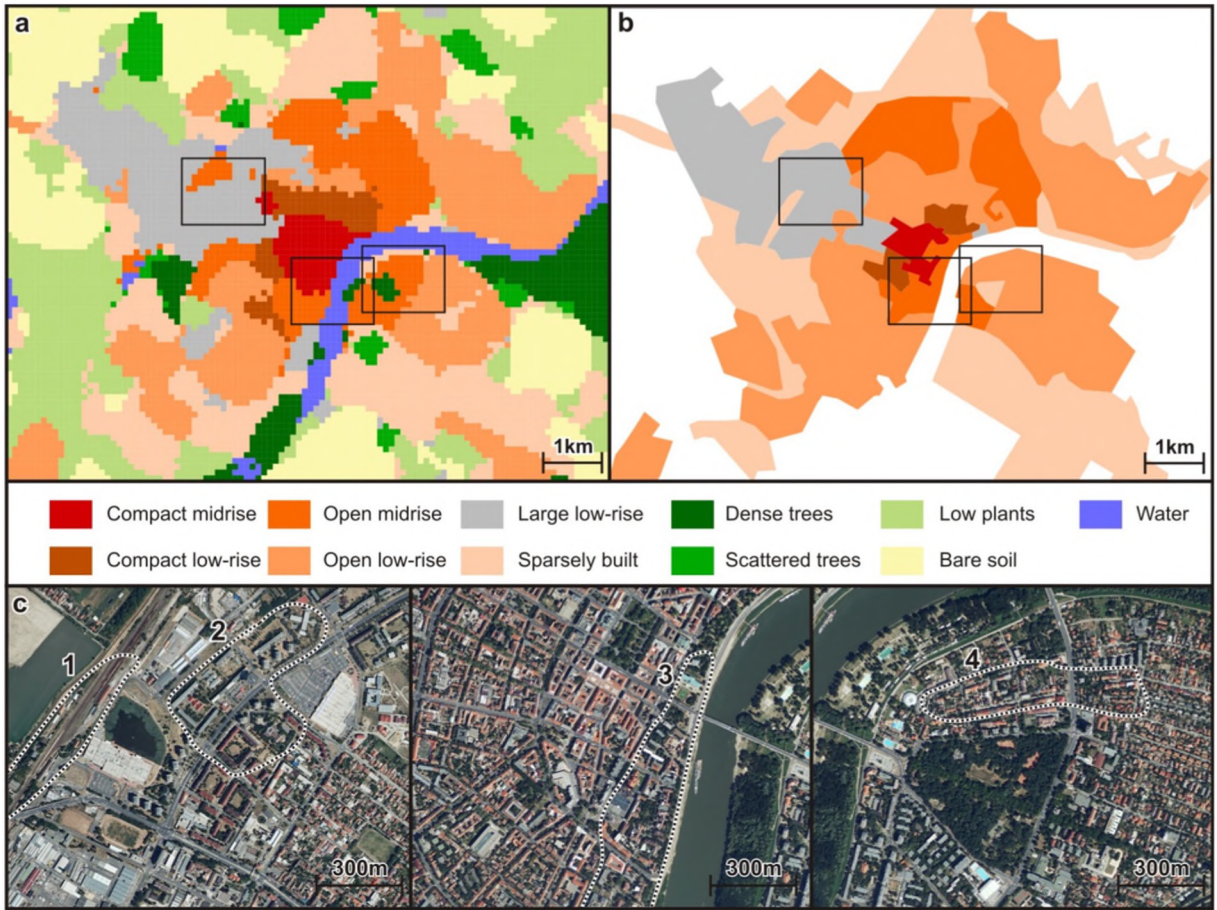 a
b
1km
1km
Compact midrise Open midrise Large low-rise Dense trees Low plants Water
Compact low-rise Open low-rise Sparsely built Scattered trees Bare soil
c
1
2
3
4
300m
300m
300m